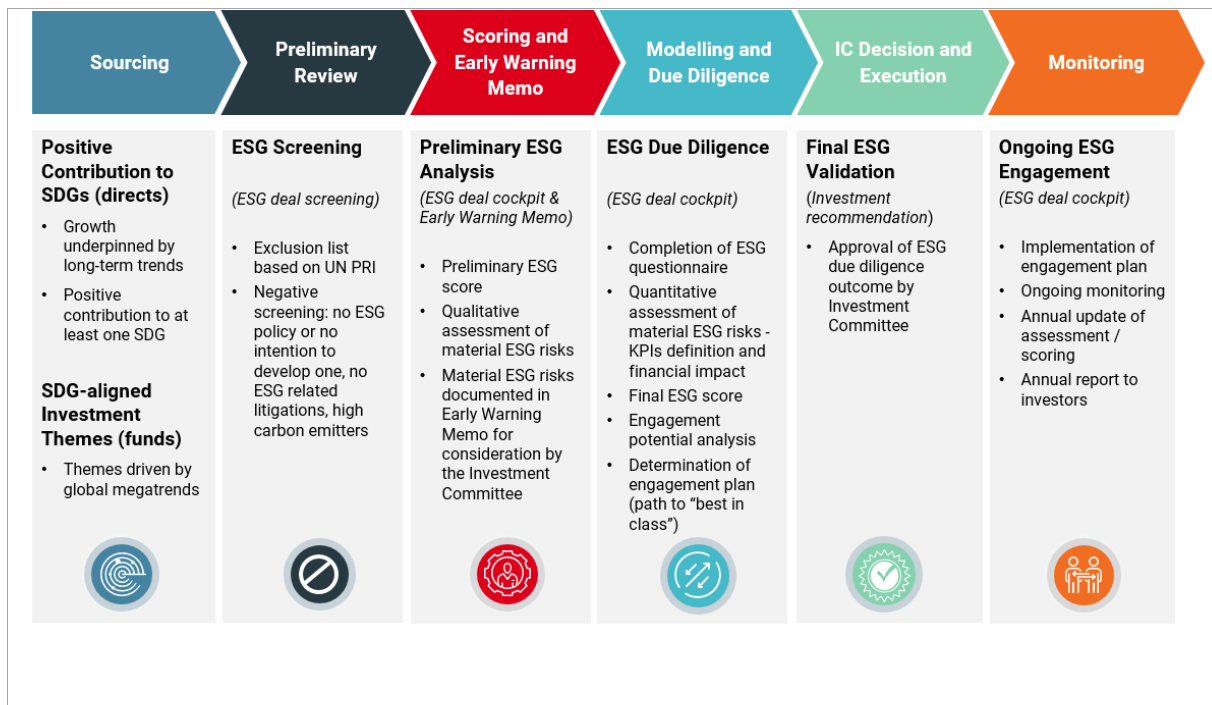 Sourcing
Preliminary
Review
Scoring and
Early Warning
Memo
Modelling and
Due Diligence
IC Decision and
Execution
Monitoring
Positive
Contribution to
SDGs (directs)
• Growth
underpinned by
long-term trends
• Positive
contribution to at
least one SDG
SDG-aligned
Investment
Themes (funds)
• Themes driven by
global megatrends
ESG Screening
(ESG deal screening)
• Exclusion list
based on UN PRI
• Negative
screening: no ESG
policy or no
intention to
develop one, no
ESG related
litigations, high
carbon emitters
Preliminary ESG
Analysis
(ESG deal cockpit &
Early Warning Memo)
• Preliminary ESG
score
• Qualitative
assessment of
material ESG risks
• Material ESG risks
documented in
Early Warning
Memo for
consideration by
the Investment
Committee
ESG Due Diligence
(ESG deal cockpit)
• Completion of ESG
questionnaire
• Quantitative
assessment of
material ESG risks -
KPIs definition and
financial impact
• Final ESG score
• Engagement
potential analysis
• Determination of
engagement plan
(path to “best in
class”)
Final ESG
Validation
(Investment
recommendation)
• Approval of ESG
due diligence
outcome by
Investment
Committee
Ongoing ESG
Engagement
(ESG deal cockpit)
• Implementation of
engagement plan
• Ongoing monitoring
• Annual update of
assessment /
scoring
• Annual report to
investors